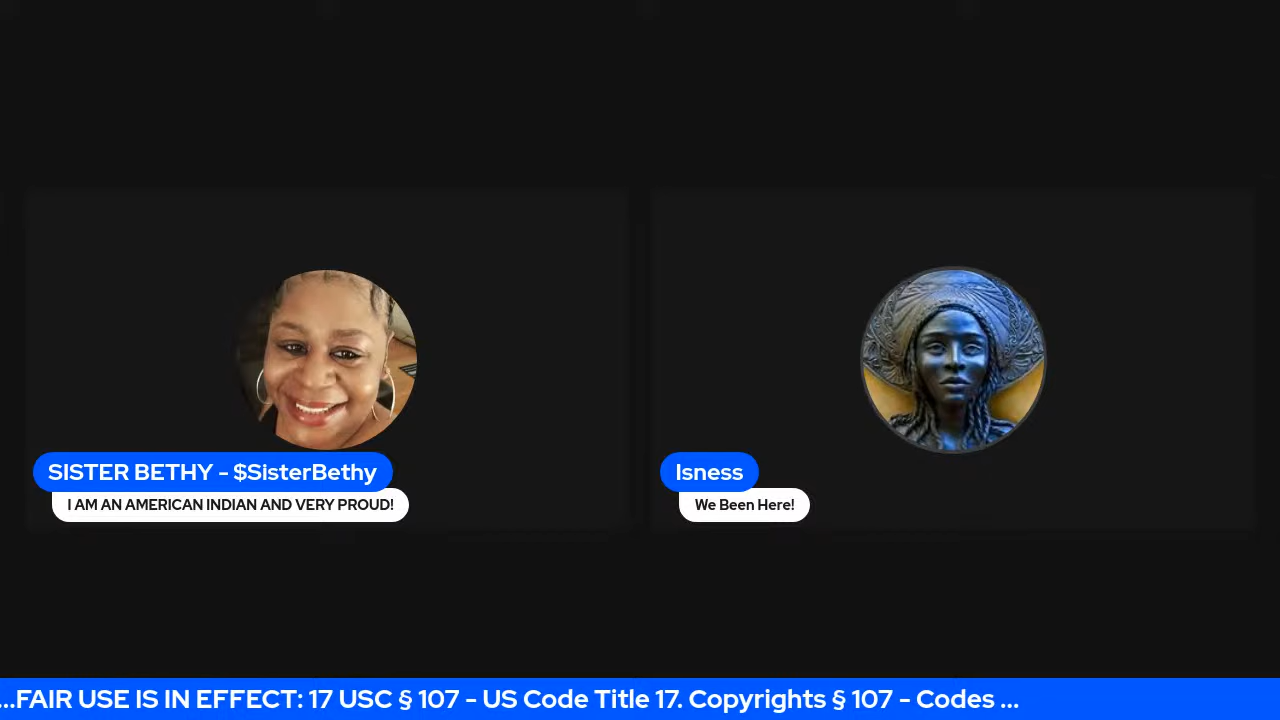 SISTER BETHY - $SisterBethy
I AM AN AMERICAN INDIAN AND VERY PROUD!
Isness
We Been Here!
...FAIR USE IS IN EFFECT: 17 USC § 107 - US Code Title 17. Copyrights § 107 - Codes ...